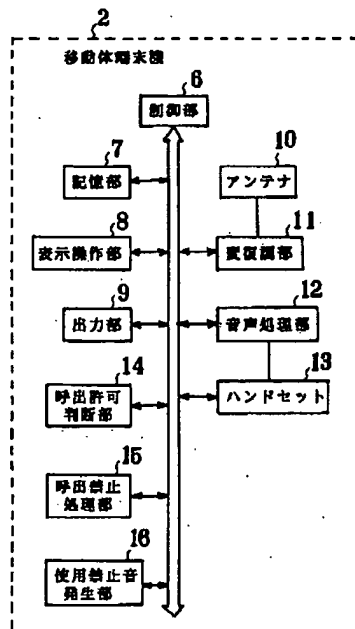 2
移動体端末機
6
制御部
7
記憶部
10
アンテナ
8
表示操作部
11
変復調部
9
出力部
12
音声処理部
13
ハンドセット
14
呼出許可
判断部
15
呼出禁止
処理部
16
使用禁止音
発生部